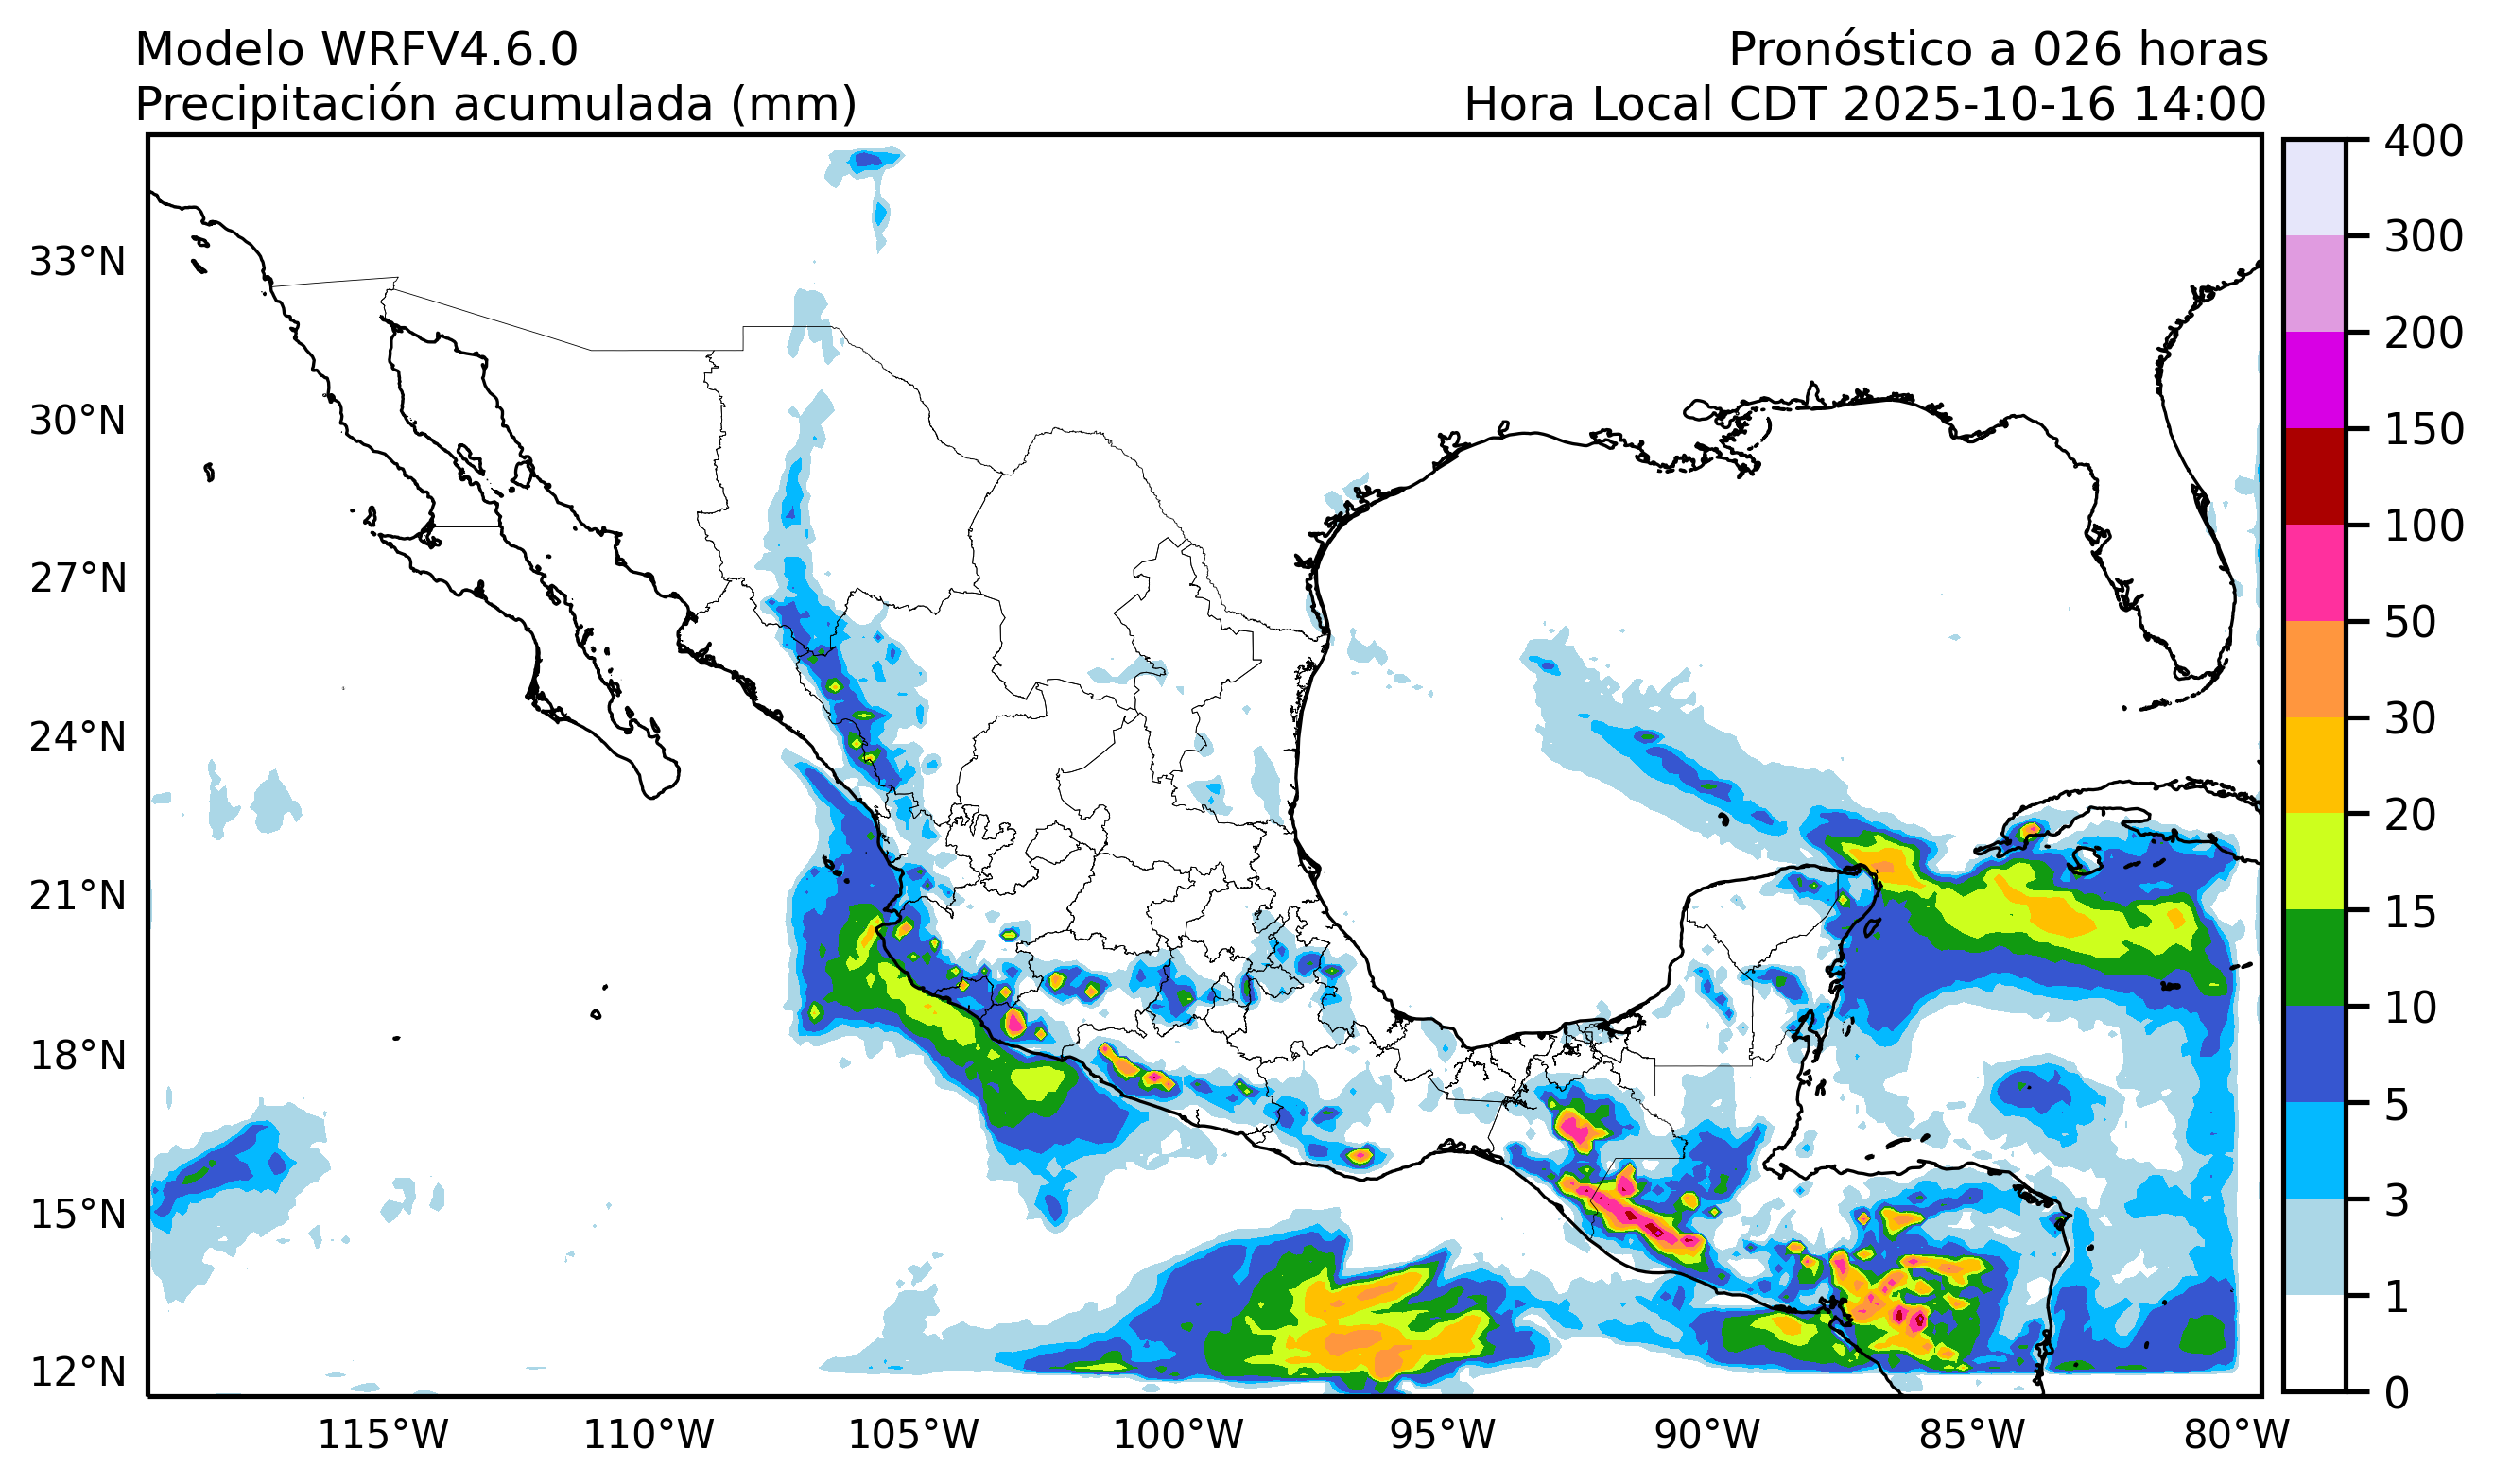 Modelo WRFV4.6.0
Pronóstico a 026 horas
Precipitación acumulada (mm)
Hora Local CDT 2025-10-16 14:00
33°N
30°N
27°N
24°N
21°N
18°N
15°N
12°N
115°W
110°W
105°W
100°W
95°W
90°W
85°W
80°W
400
300
200
150
100
50
30
20
15
10
5
3
1
0